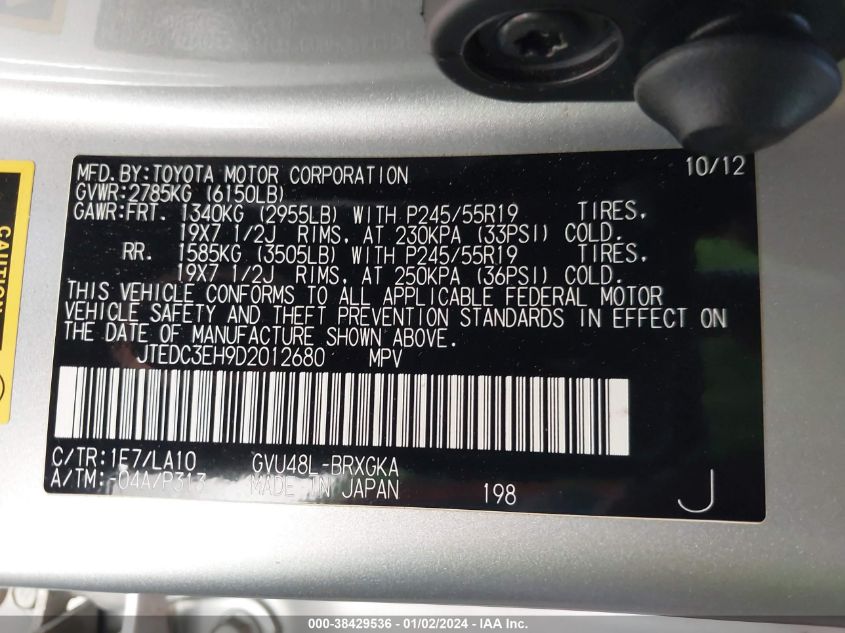 MFD.BY:TOYOTA MOTOR CORPORATION 10/12
GVWR:2785KG (6150LB)
GAWR:FRT. 1340KG (2955LB) WITH P245/55R19 TIRES,
19X7 1/2J RIMS, AT 230KPA (33PSI) COLD.
RR. 1585KG (3505LB) WITH P245/55R19 TIRES,
19X7 1/2J RIMS, AT 250KPA (36PSI) COLD.
THIS VEHICLE CONFORMS TO ALL APPLICABLE FEDERAL MOTOR
VEHICLE SAFETY AND THEFT PREVENTION STANDARDS IN EFFECT ON
THE DATE OF MANUFACTURE SHOWN ABOVE.
JTEDC3EH9D2012680 MPV
C/TR:1F7/LA10 GVU48L-BRXGKA
A/TM:-04A/P313 MADE IN JAPAN 198 J
CAUTION
000-38429536 - 01/02/2024 - IAA Inc.